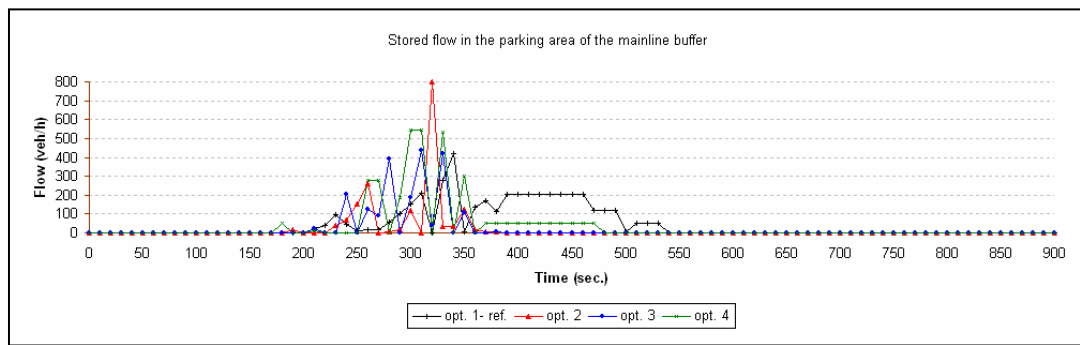 Stored flow in the parking area of the mainline buffer
Flow (veh/h)
800
700
600
500
400
300
200
100
0
0 50 100 150 200 250 300 350 400 450 500 550 600 650 700 750 800 850 900
Time (sec.)
opt. 1- ref. opt. 2 opt. 3 opt. 4